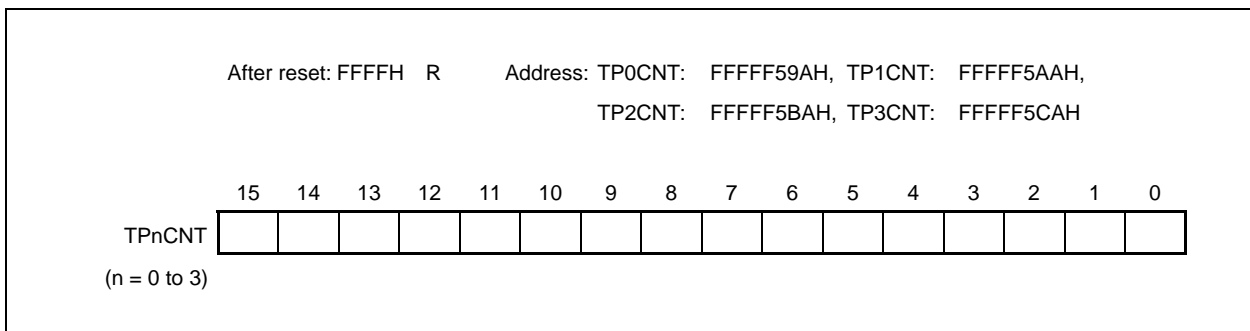 After reset: FFFFH R Address: TP0CNT: FFFFF59AH, TP1CNT: FFFFF5AAH,
TP2CNT: FFFFF5BAH, TP3CNT: FFFFF5CAH
15 14 13 12 11 10 9 8 7 6 5 4 3 2 1 0
TPnCNT
(n = 0 to 3)